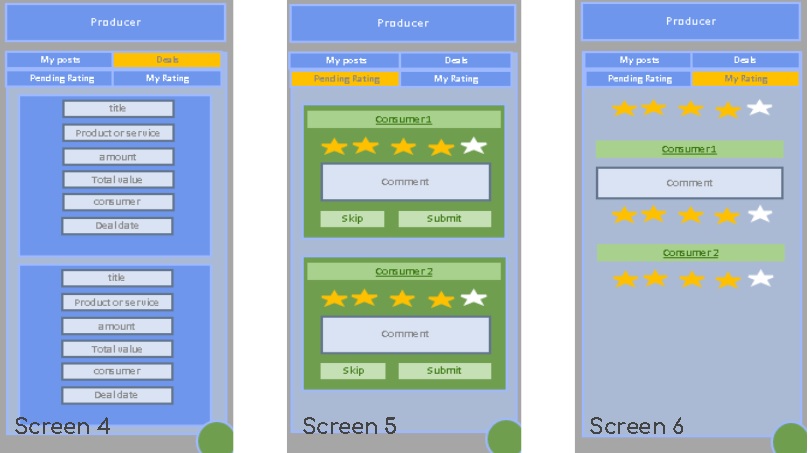 Producer
My posts
Deals
Pending Rating
My Rating
title
Product or service
amount
Total value
consumer
Deal date
title
Product or service
amount
Total value
consumer
Deal date
Screen 4
Producer
My posts
Deals
Pending Rating
My Rating
Consumer1
Comment
Skip
Submit
Consumer 2
Comment
Skip
Submit
Screen 5
Producer
My posts
Deals
Pending Rating
My Rating
Consumer1
Comment
Consumer 2
Screen 6